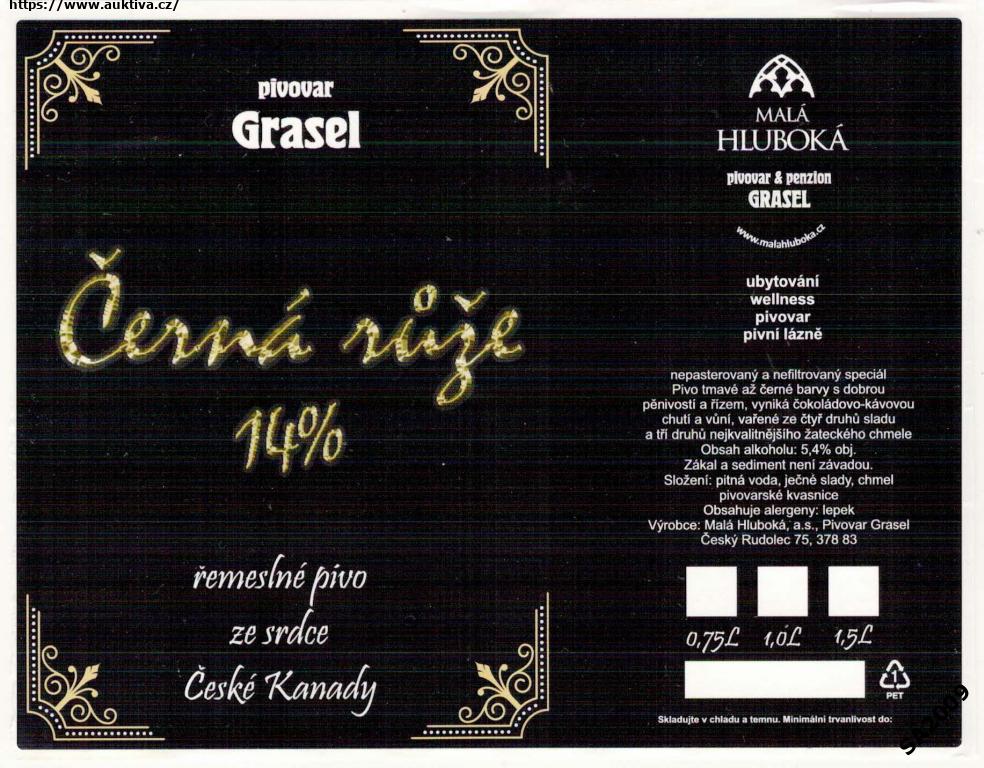 https://www.auktiva.cz/
pivovar
Grasel
Černá růže
14%
řemeslné pivo
ze srdce
České Kanady
MALÁ
HLUBOKÁ
pivovar & penzion
GRASEL
www.malahluboka.cz
ubytování
wellness
pivovar
pivní lázně
nepasterovaný a nefiltrovaný speciál
Pivo tmavé až černé barvy s dobrou
pěnivostí a řízem, vyniká čokoládovo-kávovou
chutí a vůní, vařené ze čtyř druhů sladu
a tří druhů nejkvalitnějšího žateckého chmele
Obsah alkoholu: 5,4% obj.
Zákal a sediment není závadou.
Složení: pitná voda, ječné slady, chmel
pivovarské kvasnice
Obsahuje alergeny: lepek
Výrobce: Malá Hluboká, a.s., Pivovar Grasel
Český Rudolec 75, 378 83
0,75L 1,0L 1,5L
1
PET
Skladujte v chladu a temnu. Minimální trvanlivost do: